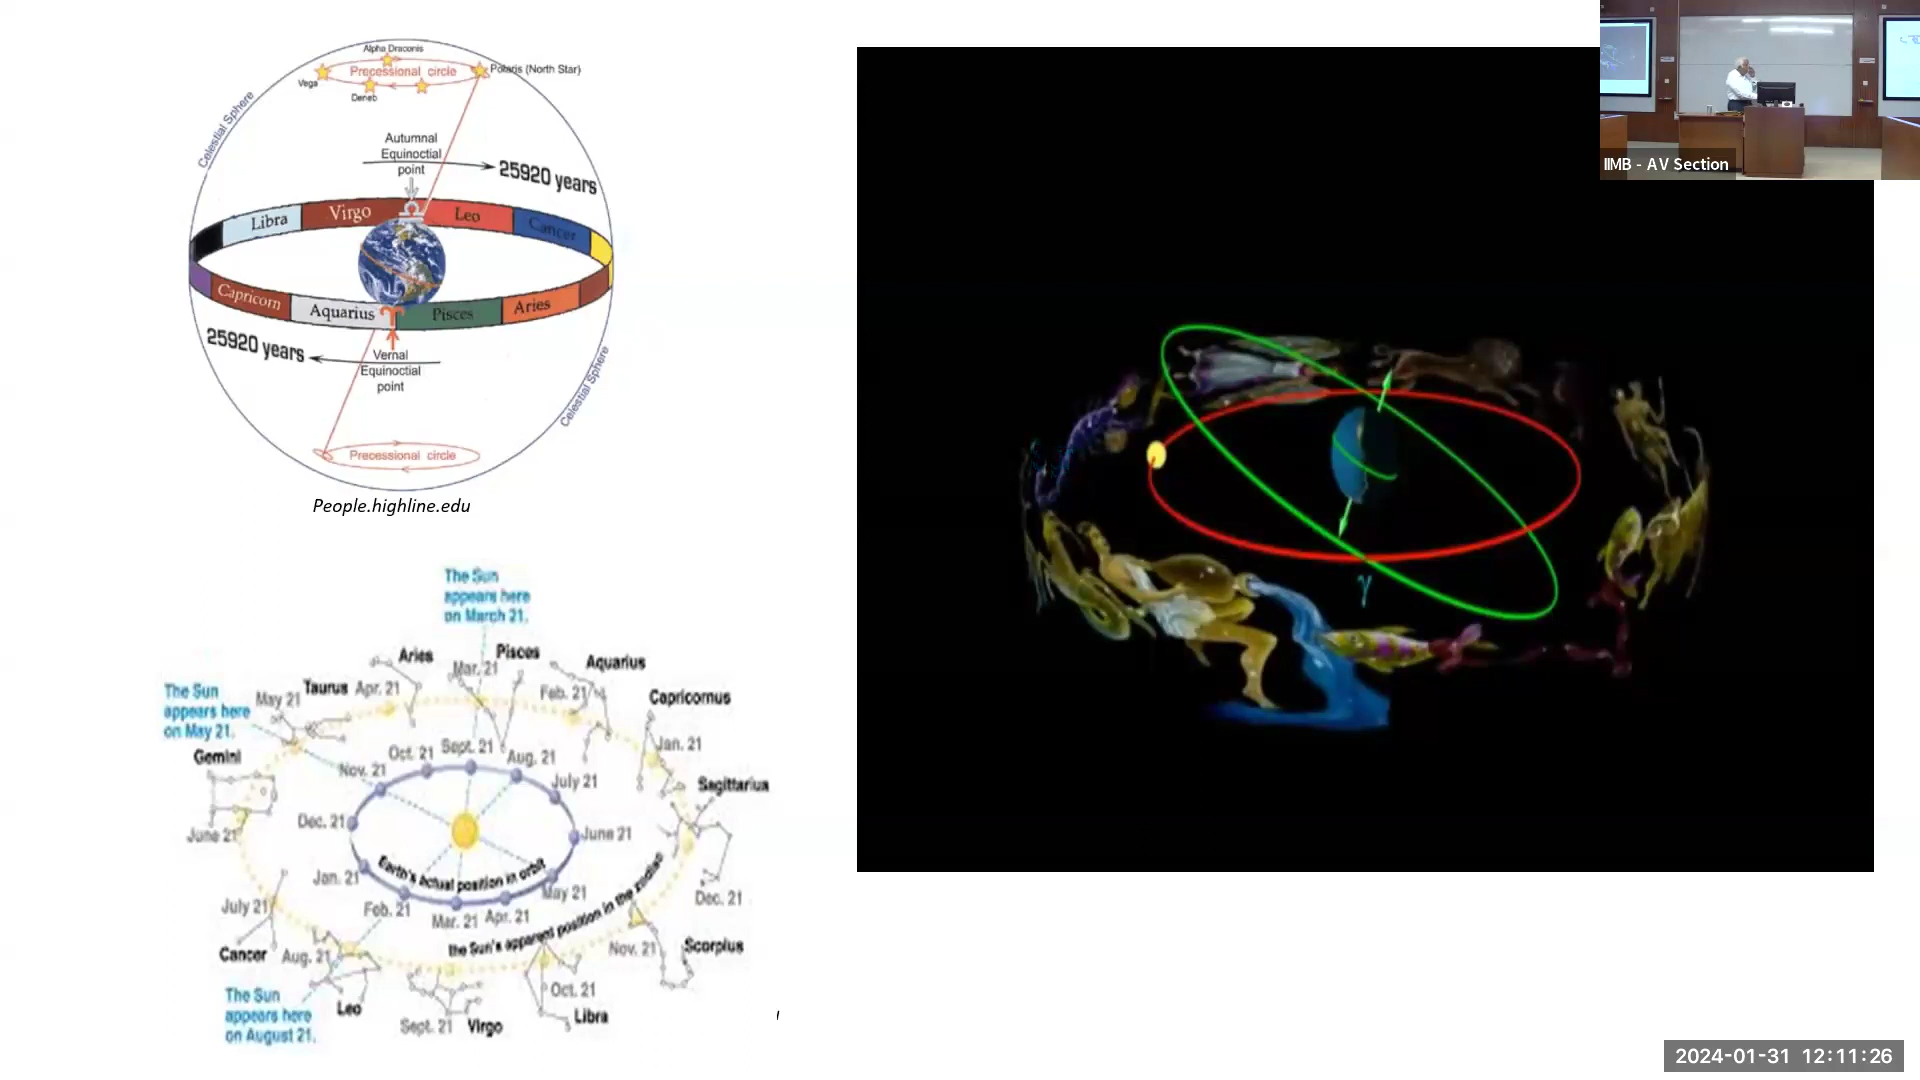 Alpha Draconis
Precessional circle
Polaris (North Star)
Vega
Deneb
Celestial Sphere
Autumnal
Equinoctial
point
25920 years
Libra
Virgo
Leo
Cancer
Capricorn
Aquarius
Pisces
Aries
25920 years
Vernal
Equinoctial
point
Celestial Sphere
Precessional circle
People.highline.edu
The Sun
appears here
on March 21.
Aries
Pisces
Mar. 21
Aquarius
The Sun
appears here
on May 21.
May 21
Taurus
Apr. 21
Feb. 21
Capricornus
Jan. 21
Gemini
Nov. 21
Oct. 21
Sept. 21
Aug. 21
July 21
Sagittarius
June 21
Dec. 21
June 21
Earth's actual position in orbit
Jan. 21
Feb. 21
Mar. 21
Apr. 21
May 21
the Sun's apparent position in the zodiac
Dec. 21
July 21
Cancer
Aug. 21
Nov. 21
Scorpius
The Sun
appears here
on August 21.
Leo
Sept. 21
Virgo
Oct. 21
Libra
γ
IIMB - AV Section
2024-01-31 12:11:26